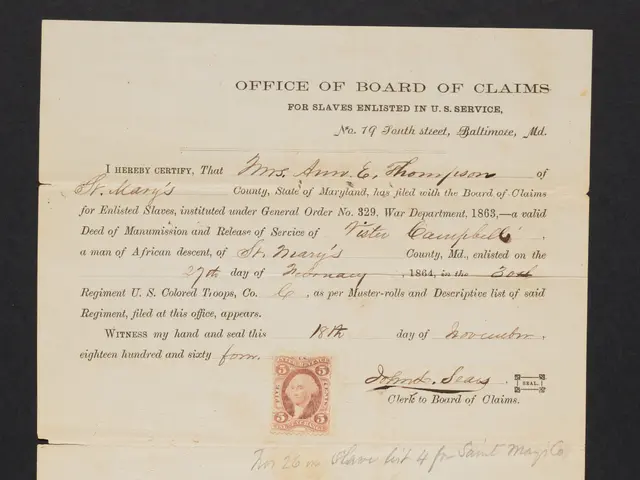 OFFICE OF BOARD OF CLAIMS
FOR SLAVES ENLISTED IN U. S. SERVICE,
No. 19 South street, Baltimore, Md.
I HEREBY CERTIFY, That Mrs. Ann. E. Thompson of
St. Mary's County, State of Maryland, has filed with the Board of Claims
for Enlisted Slaves, instituted under General Order No. 329. War Department, 1863,—a valid
Deed of Manumission and Release of Service of Campbell
a man of African descent, of St. Mary's County, Md., enlisted on the
27th day of February , 1864, in the 30th
Regiment U. S. Colored Troops, Co. C , as per Muster-rolls and Descriptive list of said
Regiment, filed at this office, appears.
WITNESS my hand and seal this 18th day of November
eighteen hundred and sixty four.
5 5
5 5
John L. Sears SEAL.
Clerk to Board of Claims.
No 26 on Slave list 4 for Saint Mary's Co